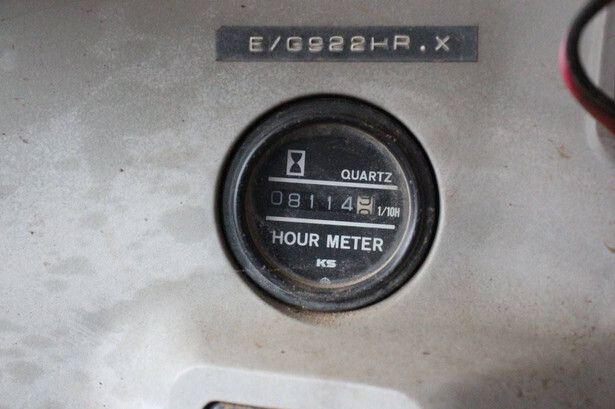 E/G922HR.X
QUARTZ
08114 1/10H
HOUR METER
KS